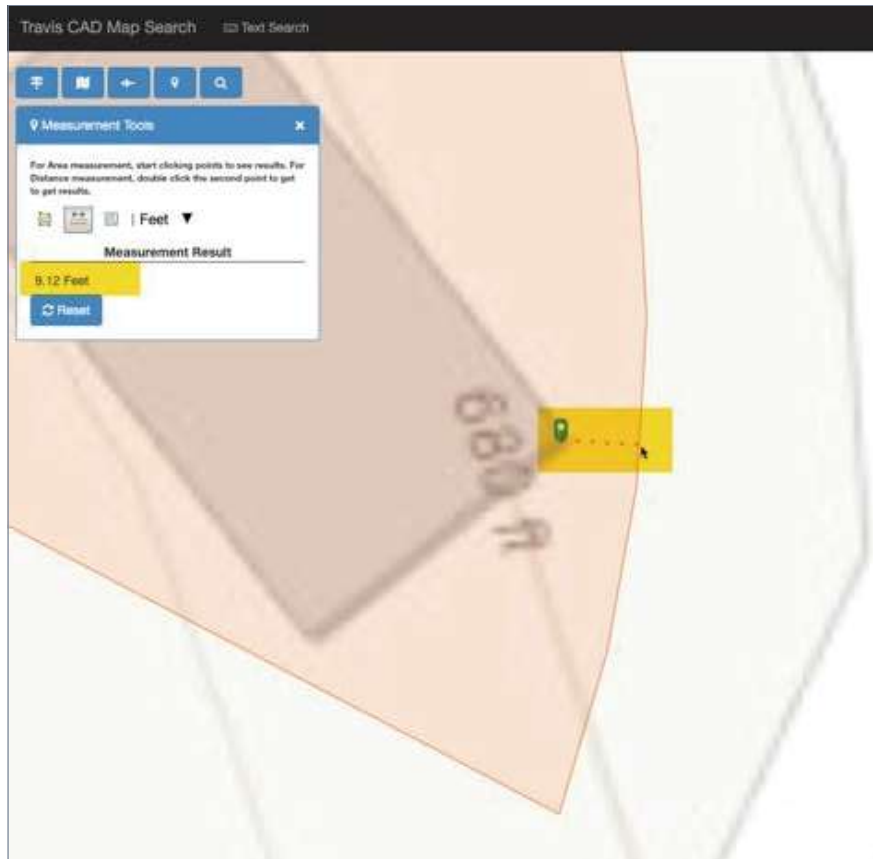 Travis CAD Map Search Text Search
Measurement Tools
For Area measurement, start clicking points to see results. For
Distance measurement, double click the second point to get
to get results.
| Feet ▼
Measurement Result
9.12 Feet
Reset
680 ft